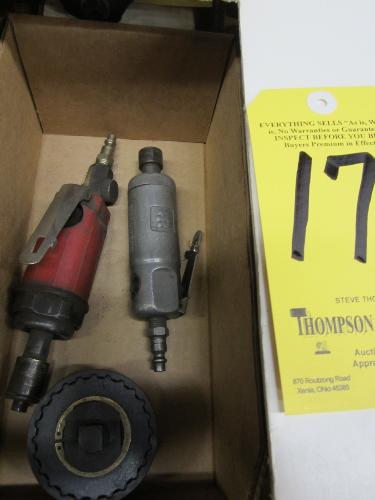 EVERYTHING SELLS "As is, W
is, No Warranties or Guarante
INSPECT BEFORE YOU B
Buyers Premium in Effec
17
STEVE THO
THOMPSON
Aucti
Appra
870 Routzong Road
Xenia, Ohio 45385